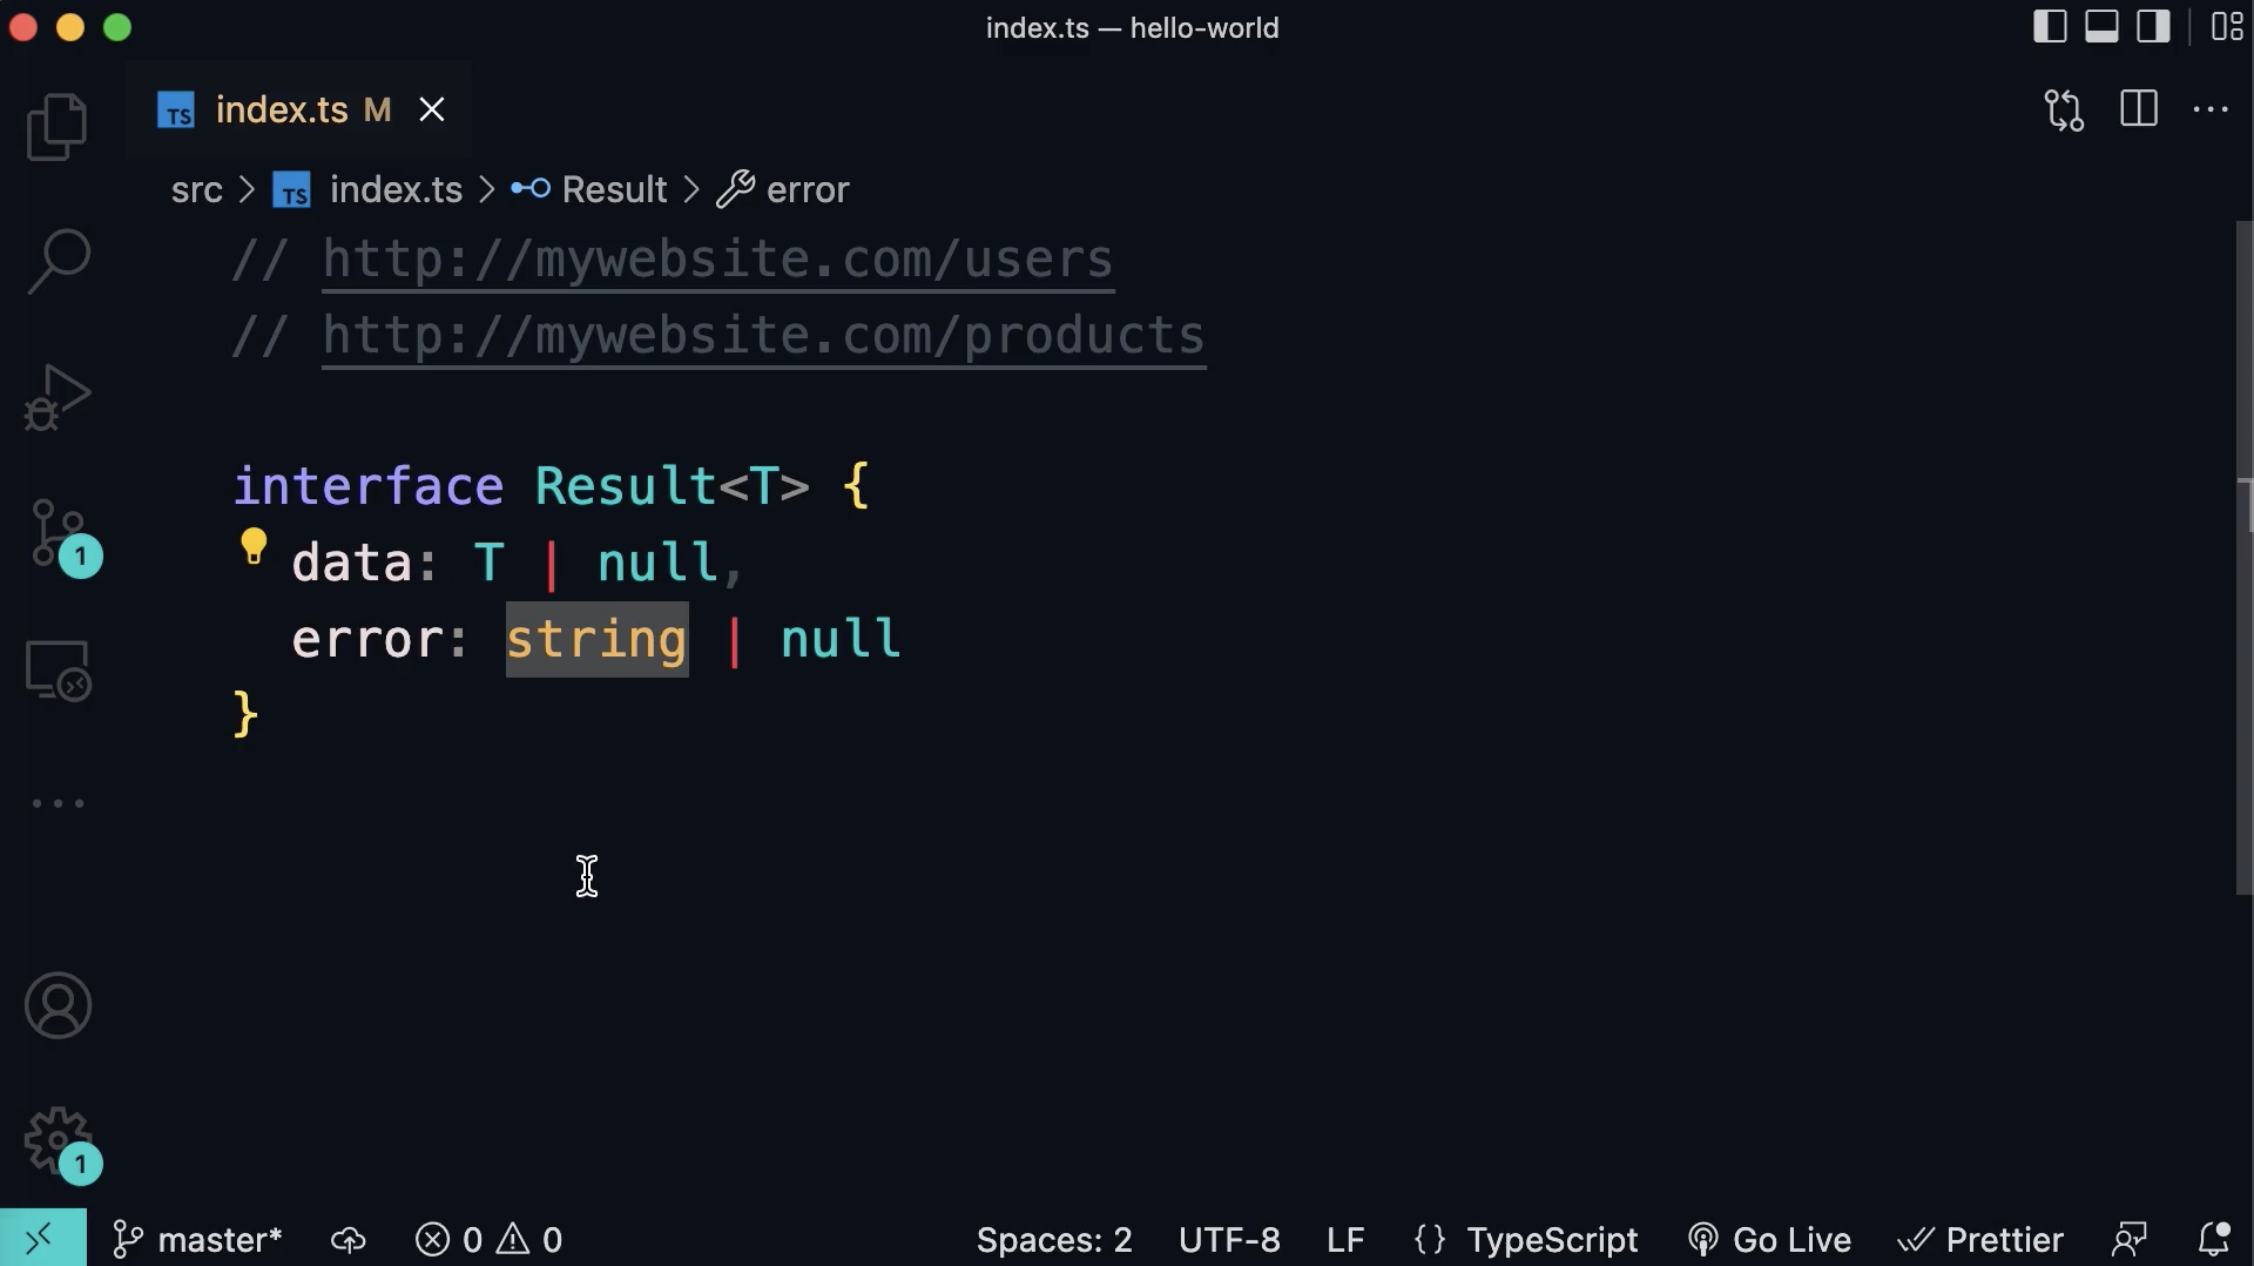 index.ts — hello-world
TS index.ts M
src > TS index.ts > Result > error
// http://mywebsite.com/users
// http://mywebsite.com/products
interface Result<T> {
data: T | null,
error: string | null
}
1
1
master* 0 0 Spaces: 2 UTF-8 LF {} TypeScript Go Live Prettier